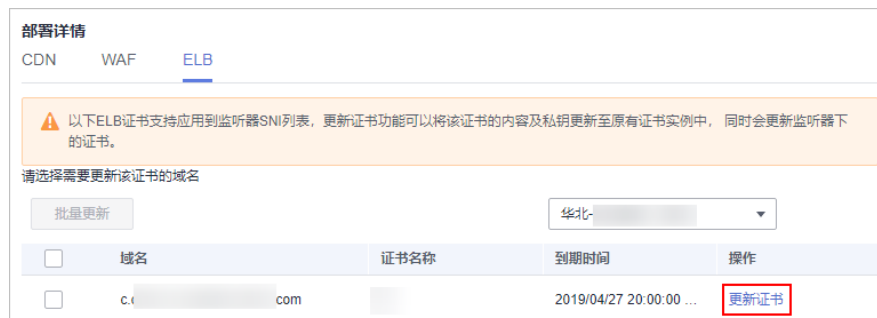 部署详情
CDN WAF ELB
以下ELB证书支持应用到监听器SNI列表，更新证书功能可以将该证书的内容及私钥更新至原有证书实例中， 同时会更新监听器下
的证书。
请选择需要更新该证书的域名
批量更新 华北-
域名 证书名称 到期时间 操作
c. com 2019/04/27 20:00:00 ... 更新证书